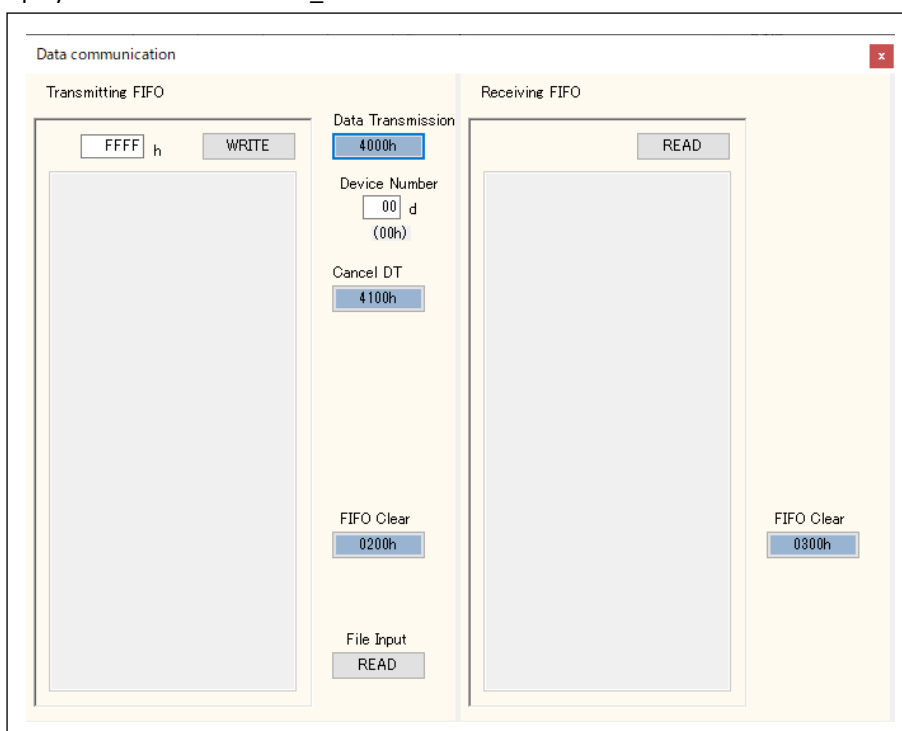 Data communication
x
Transmitting FIFO
FFFF h
WRITE
Data Transmission
4000h
Device Number
00 d
(00h)
Cancel DT
4100h
FIFO Clear
0200h
File Input
READ
Receiving FIFO
READ
FIFO Clear
0300h